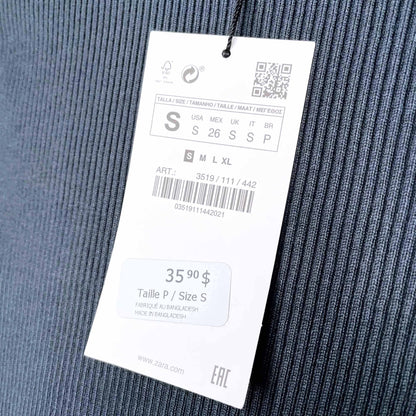 TALLA / SIZE / TAMANHO / TAILLE / MAAT / ΜΕΓΕΘΟΣ
S
USA MEX UK IT BR
S 26 S S P
S M L XL
ART.: 3519 / 111 / 442
03519111442021
35 90 $
Taille P / Size S
FABRIQUÉ AU BANGLADESH
MADE IN BANGLADESH
www.zara.com
EAC